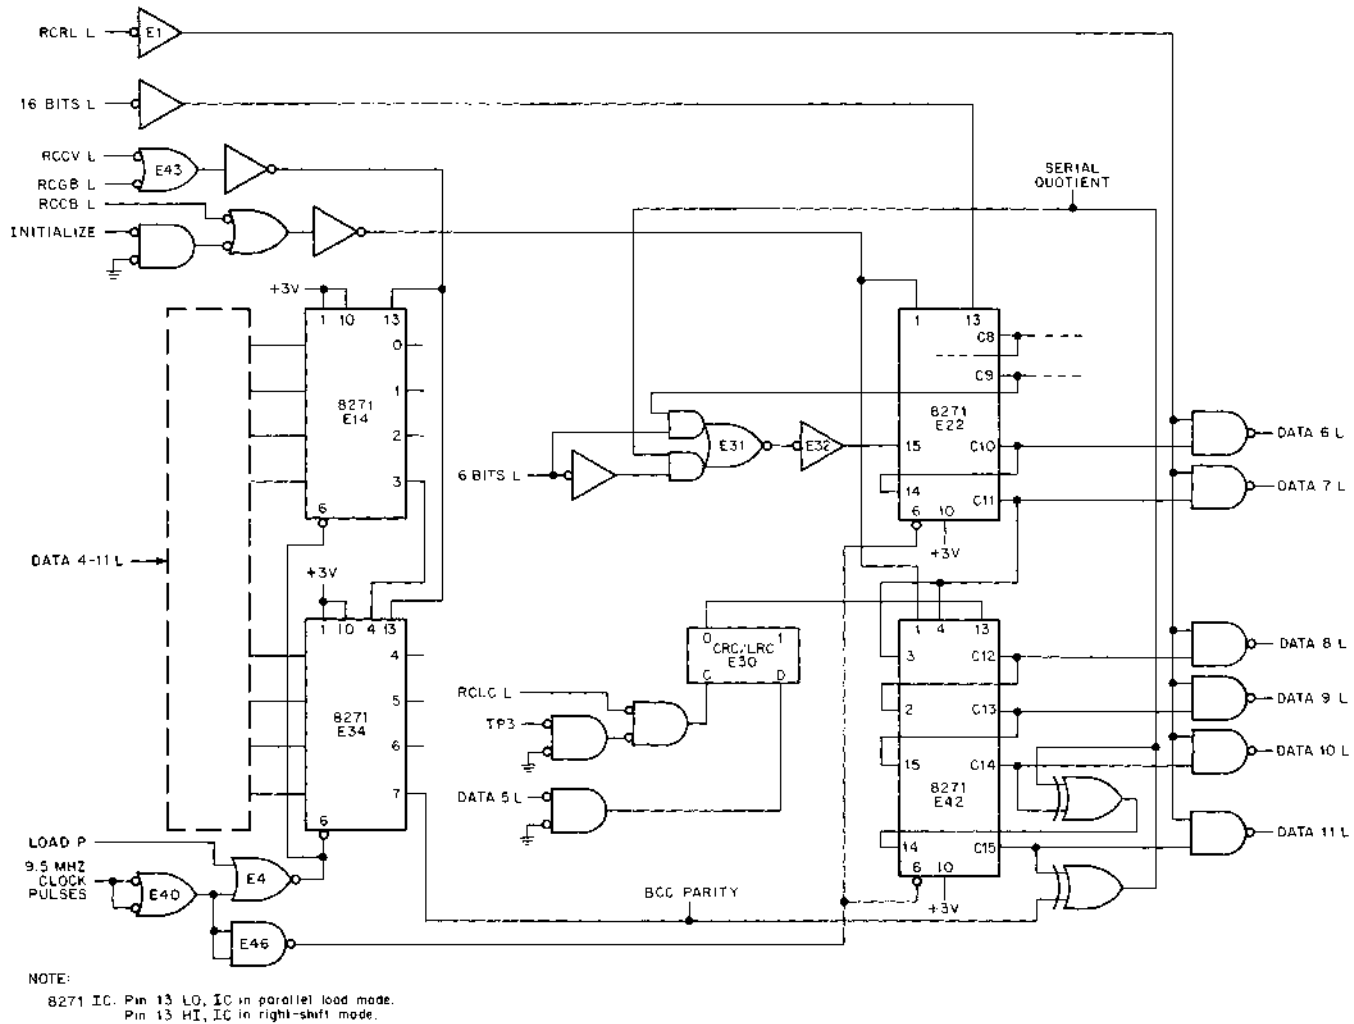 RCRL L
E1
16 BITS L
RCCV L
E43
RCGB L
RCCB L
INITIALIZE
SERIAL
QUOTIENT
+3V
1 10 13
0
1
8271
E14
2
3
6
1 13
C8
C9
8271
E22
E31
E32
15
C10
6 BITS L
14
C11
6 10
+3V
DATA 6 L
DATA 7 L
DATA 4-11 L
+3V
1 10 4 13
4
5
8271
E34
6
7
6
0 1
CRC/LRC
E30
C D
RCLC L
TP3
DATA 5 L
1 4 13
3
C12
2
C13
15
C14
8271
E42
14
C15
6 10
+3V
DATA 8 L
DATA 9 L
DATA 10 L
DATA 11 L
LOAD P
9.5 MHZ
CLOCK
PULSES
E4
E40
E46
BCC PARITY
NOTE:
8271 IC. Pin 13 LO, IC in parallel load mode.
Pin 13 HI, IC in right-shift mode.